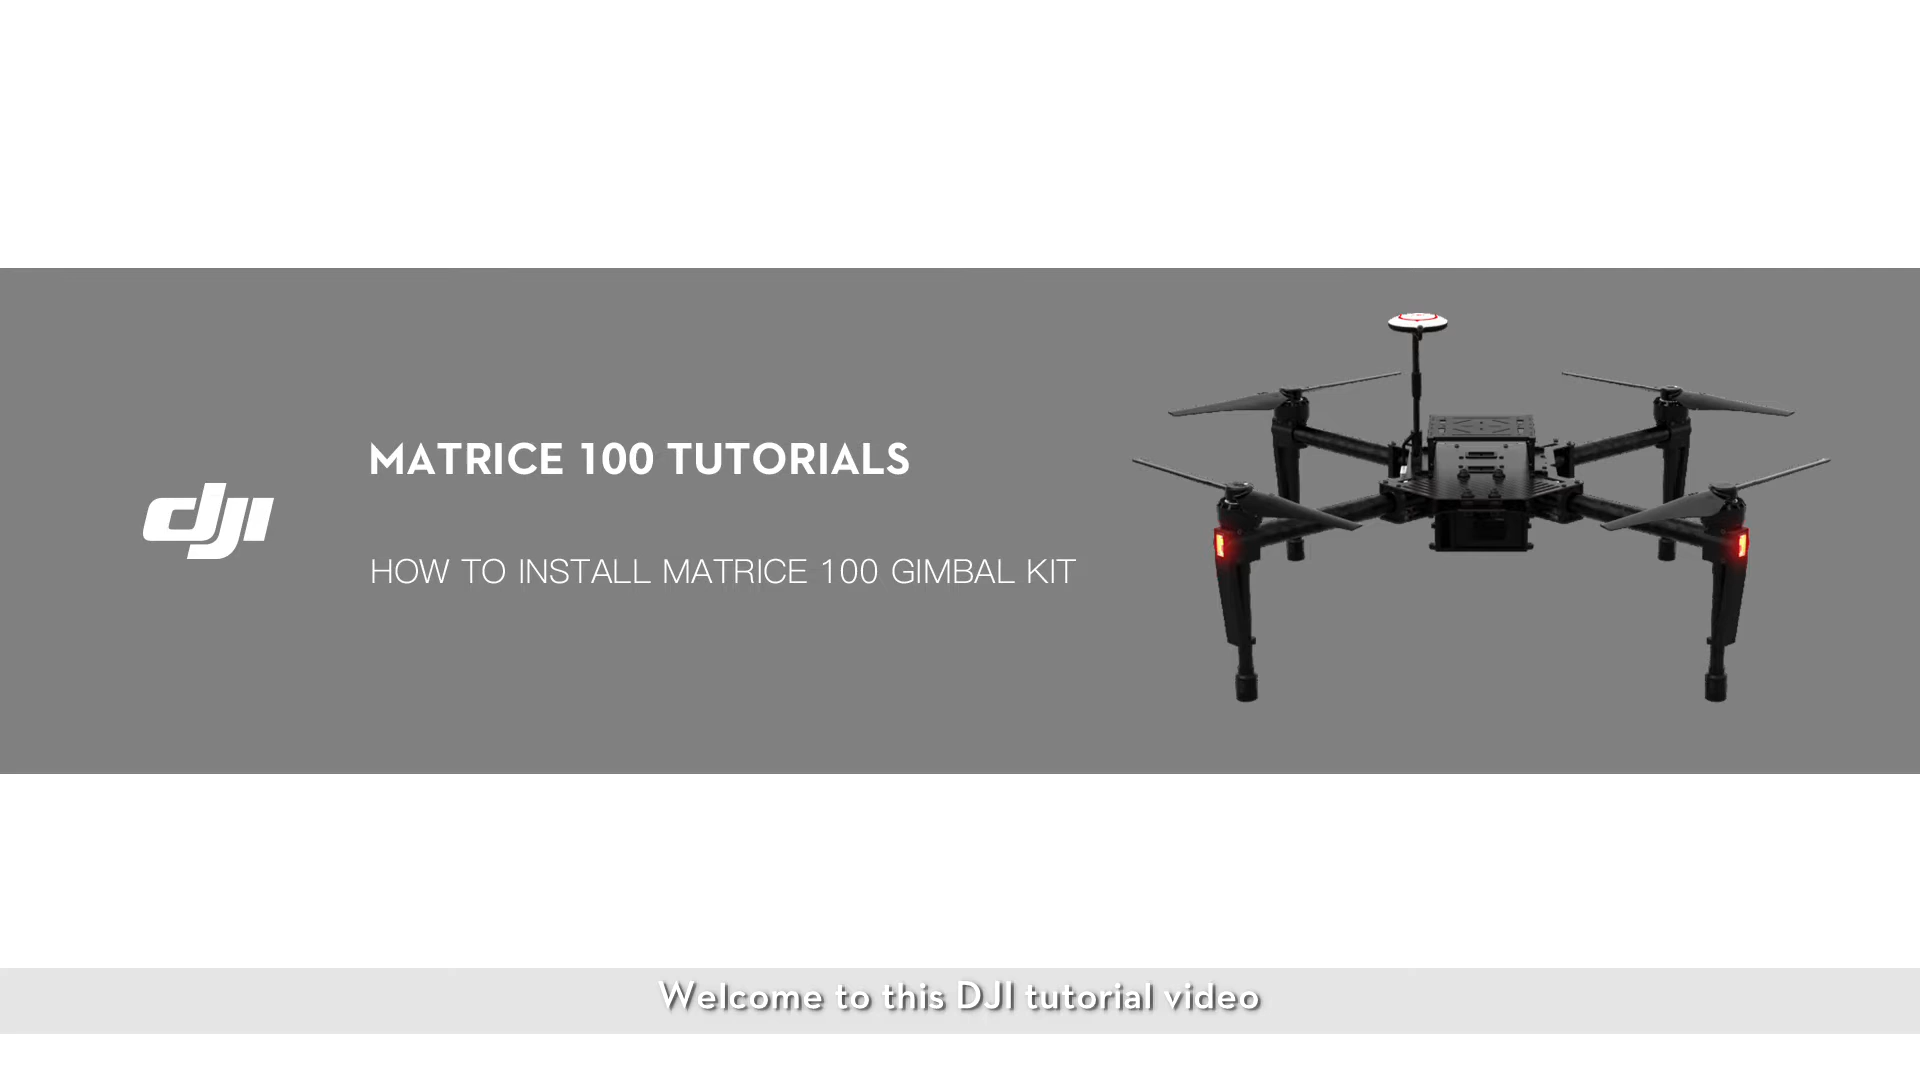 MATRICE 100 TUTORIALS
dji
HOW TO INSTALL MATRICE 100 GIMBAL KIT
Welcome to this DJI tutorial video